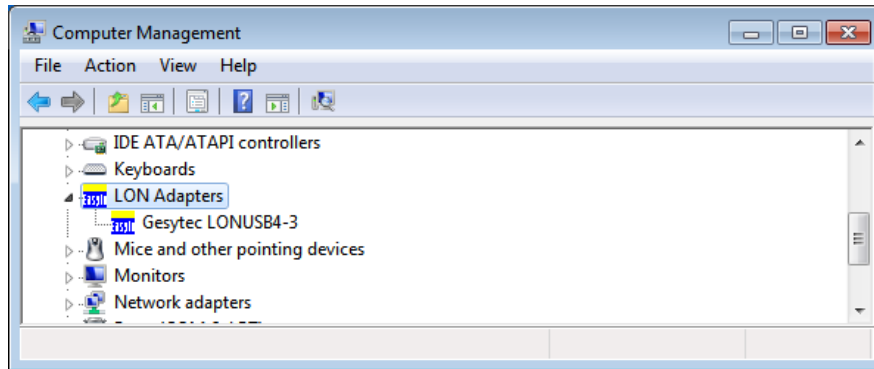 Computer Management
File Action View Help
IDE ATA/ATAPI controllers
Keyboards
LON Adapters
Gesytec LONUSB4-3
Mice and other pointing devices
Monitors
Network adapters